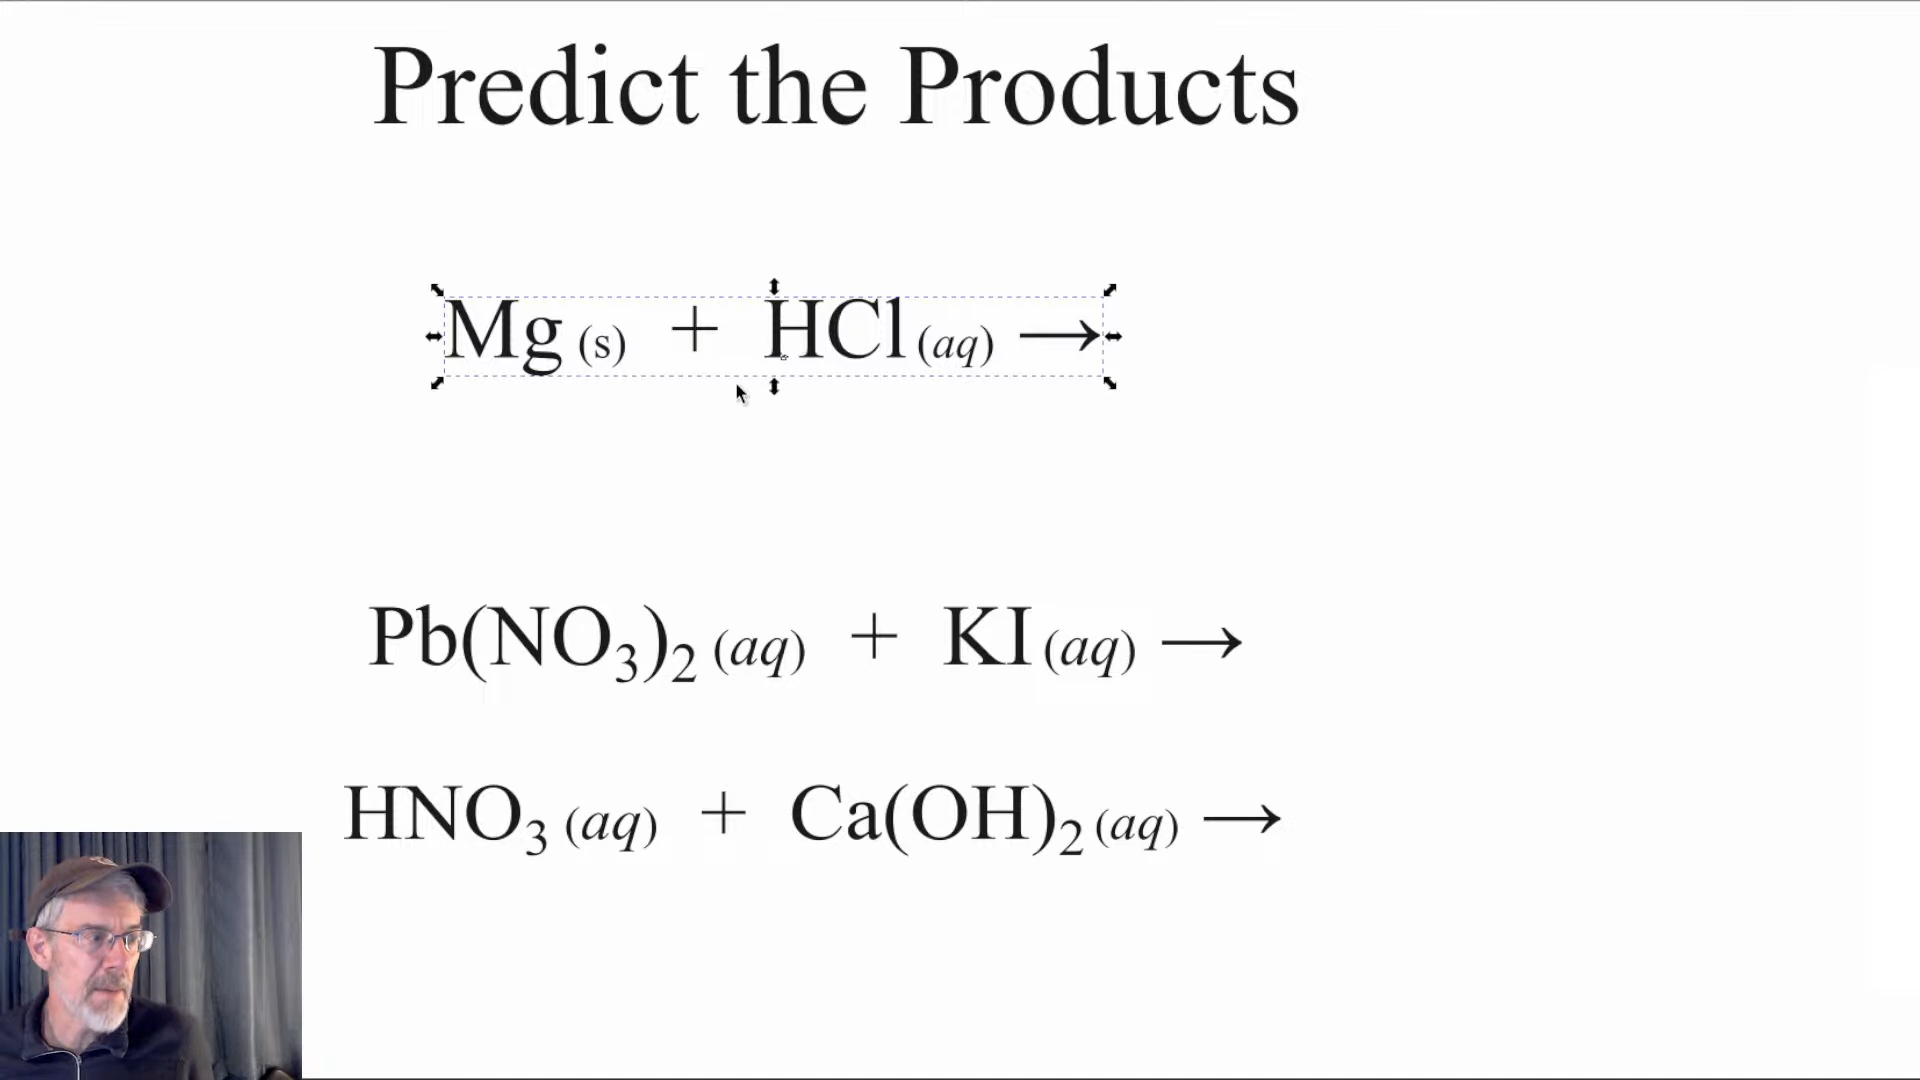 Predict the Products
Mg (s) + HCl (aq) →
Pb(NO₃)₂ (aq) + KI (aq) →
HNO₃ (aq) + Ca(OH)₂ (aq) →